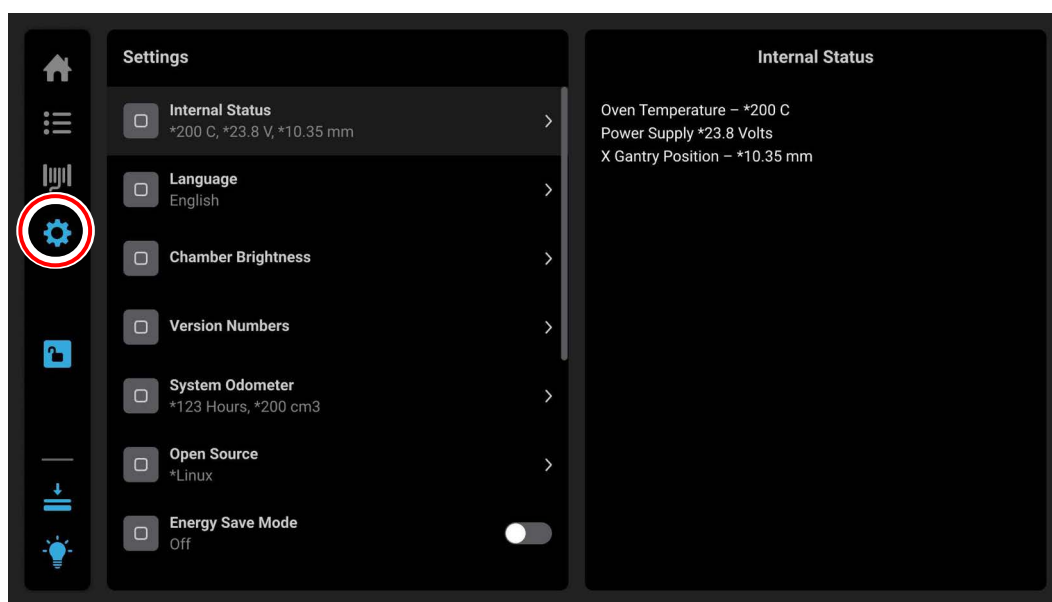 Settings
Internal Status
*200 C, *23.8 V, *10.35 mm
Language
English
Chamber Brightness
Version Numbers
System Odometer
*123 Hours, *200 cm3
Open Source
*Linux
Energy Save Mode
Off
Internal Status
Oven Temperature – *200 C
Power Supply *23.8 Volts
X Gantry Position – *10.35 mm